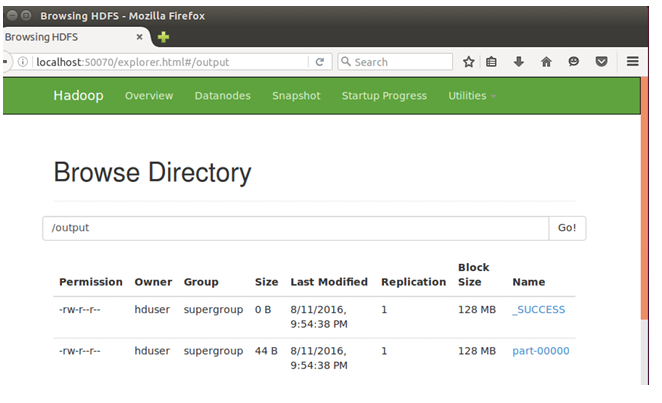 Browsing HDFS - Mozilla Firefox
Browsing HDFS
localhost:50070/explorer.html#/output
Search
Hadoop Overview Datanodes Snapshot Startup Progress Utilities
Browse Directory
/output Go!
Permission Owner Group Size Last Modified Replication Block Size Name
-rw-r--r-- hduser supergroup 0 B 8/11/2016, 9:54:38 PM 1 128 MB _SUCCESS
-rw-r--r-- hduser supergroup 44 B 8/11/2016, 9:54:38 PM 1 128 MB part-00000